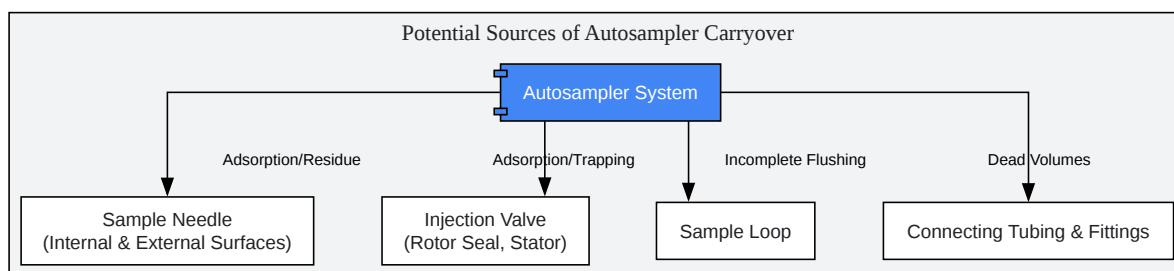 Potential Sources of Autosampler Carryover
Autosampler System
Adsorption/Residue
Adsorption/Trapping
Incomplete Flushing
Dead Volumes
Sample Needle
(Internal & External Surfaces)
Injection Valve
(Rotor Seal, Stator)
Sample Loop
Connecting Tubing & Fittings